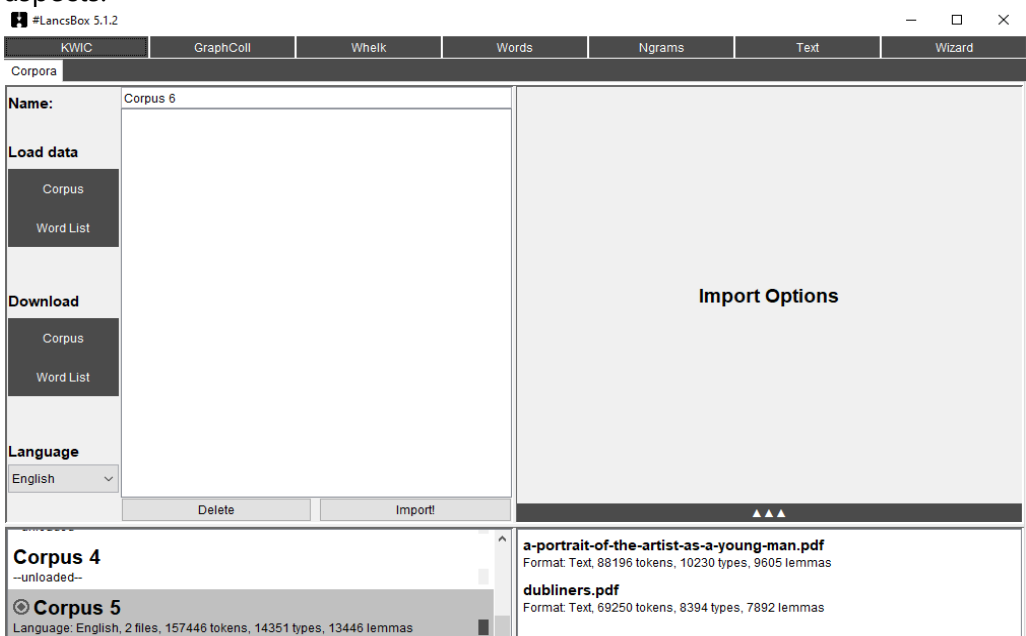 aspects.
#LancsBox 5.1.2
KWIC GraphColl Whelk Words Ngrams Text Wizard
Corpora
Name: Corpus 6
Load data
Corpus
Word List
Download
Corpus
Word List
Language
English
Delete Import!
Import Options
▲▲▲
--unloaded--
Corpus 4
--unloaded--
Corpus 5
Language: English, 2 files, 157446 tokens, 14351 types, 13446 lemmas
a-portrait-of-the-artist-as-a-young-man.pdf
Format: Text, 88196 tokens, 10230 types, 9605 lemmas
dubliners.pdf
Format: Text, 69250 tokens, 8394 types, 7892 lemmas